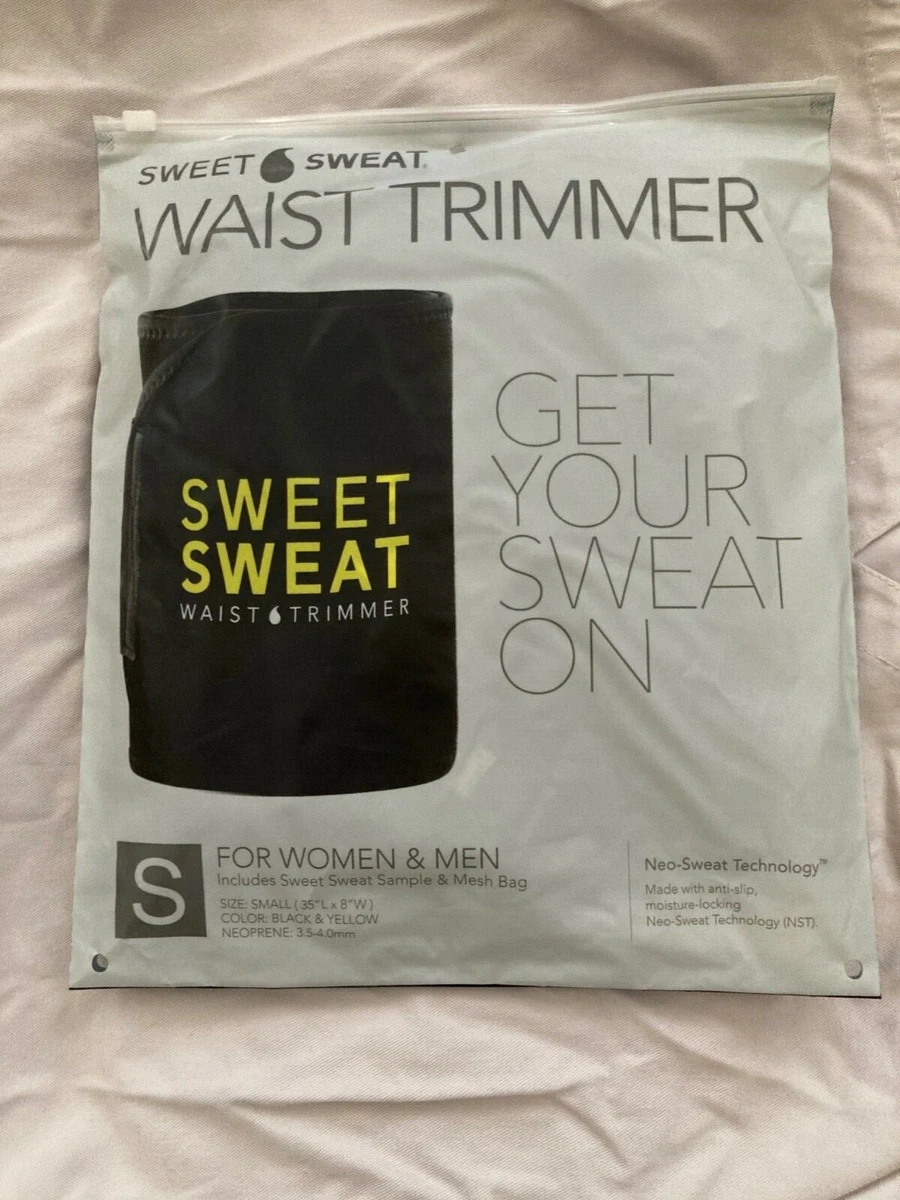 SWEET SWEAT®
WAIST TRIMMER
SWEET
SWEAT
WAIST TRIMMER
GET
YOUR
SWEAT
ON
S
FOR WOMEN & MEN
Includes Sweet Sweat Sample & Mesh Bag
SIZE: SMALL ( 35"L x 8"W )
COLOR: BLACK & YELLOW
NEOPRENE: 3.5-4.0mm
Neo-Sweat Technology™
Made with anti-slip,
moisture-locking
Neo-Sweat Technology (NST).